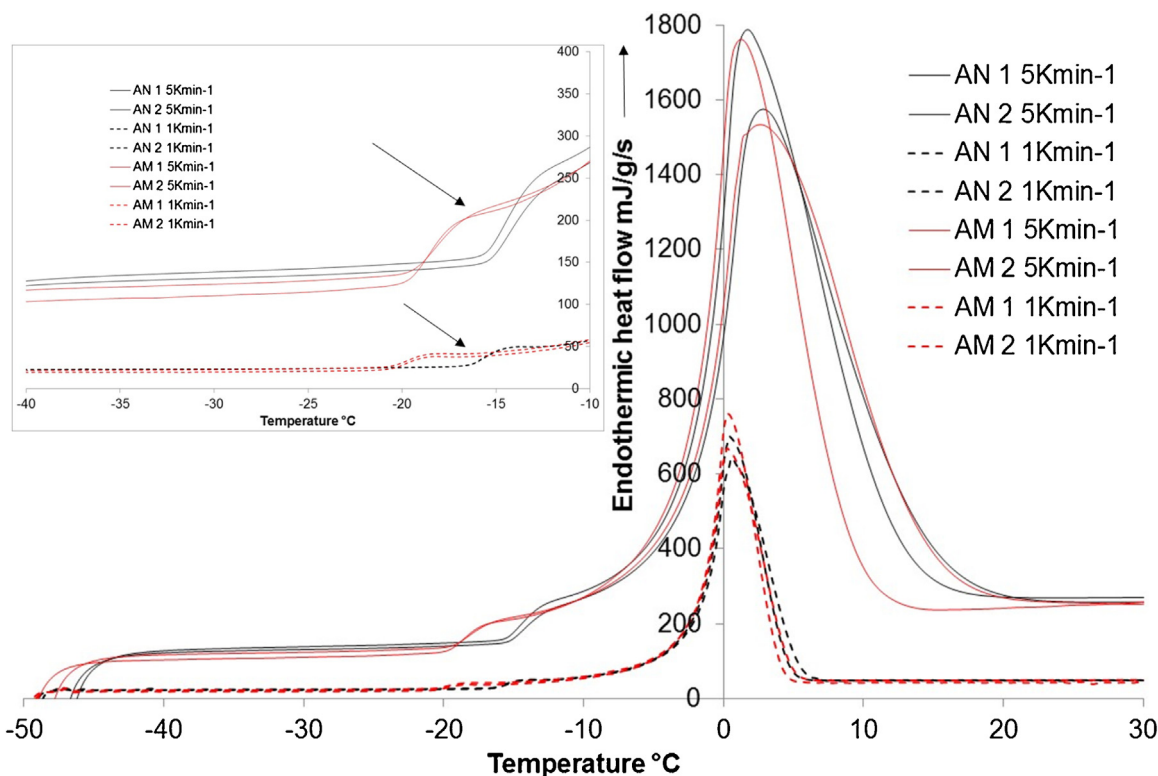 1800
1600
1400
1200
1000
800
600
400
200
0
Endothermic heat flow mJ/g/s
-50
-40
-30
-20
-10
0
10
20
30
Temperature °C
AN 1 5Kmin-1
AN 2 5Kmin-1
AN 1 1Kmin-1
AN 2 1Kmin-1
AM 1 5Kmin-1
AM 2 5Kmin-1
AM 1 1Kmin-1
AM 2 1Kmin-1
400
350
300
250
200
150
100
50
0
AN 1 5Kmin-1
AN 2 5Kmin-1
AN 1 1Kmin-1
AN 2 1Kmin-1
AM 1 5Kmin-1
AM 2 5Kmin-1
AM 1 1Kmin-1
AM 2 1Kmin-1
-40
-35
-30
-25
-20
-15
-10
Temperature °C